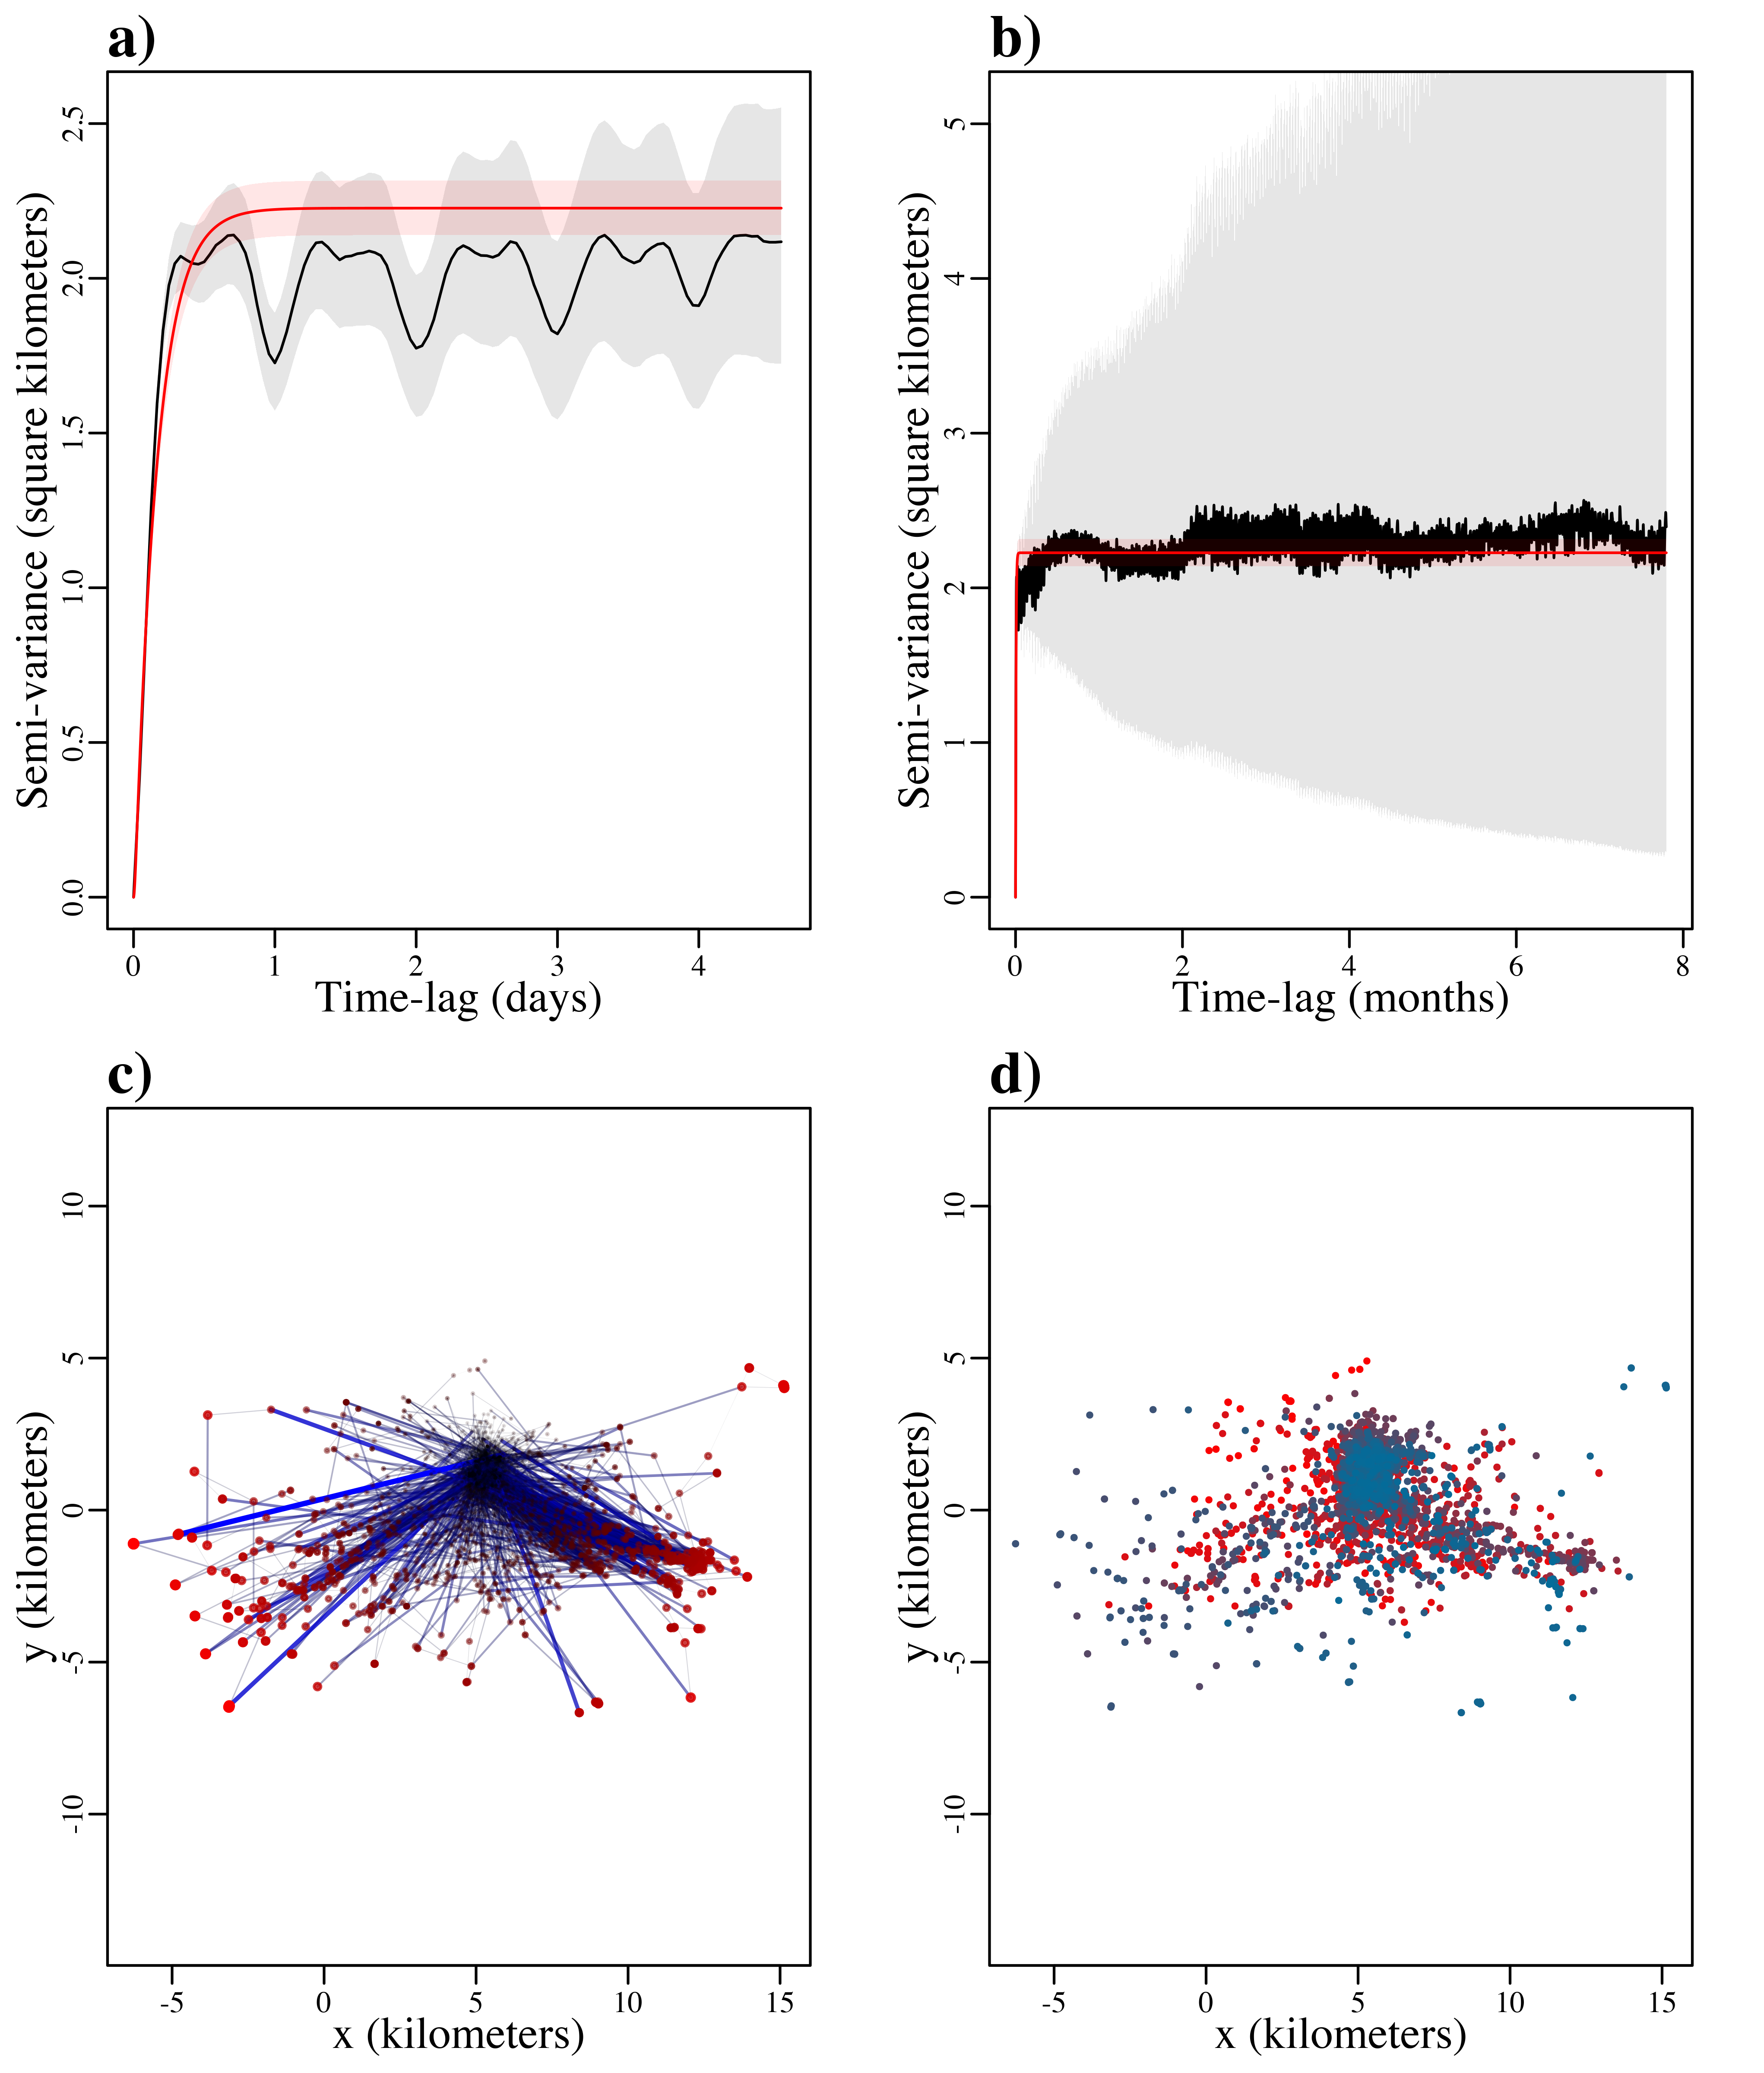 a)
Semi-variance (square kilometers)
2.5
2.0
1.5
1.0
0.5
0.0
0 1 2 3 4
Time-lag (days)
b)
Semi-variance (square kilometers)
5
4
3
2
1
0
0 2 4 6 8
Time-lag (months)
c)
y (kilometers)
10
5
0
-5
-10
-5 0 5 10 15
x (kilometers)
d)
y (kilometers)
10
5
0
-5
-10
-5 0 5 10 15
x (kilometers)